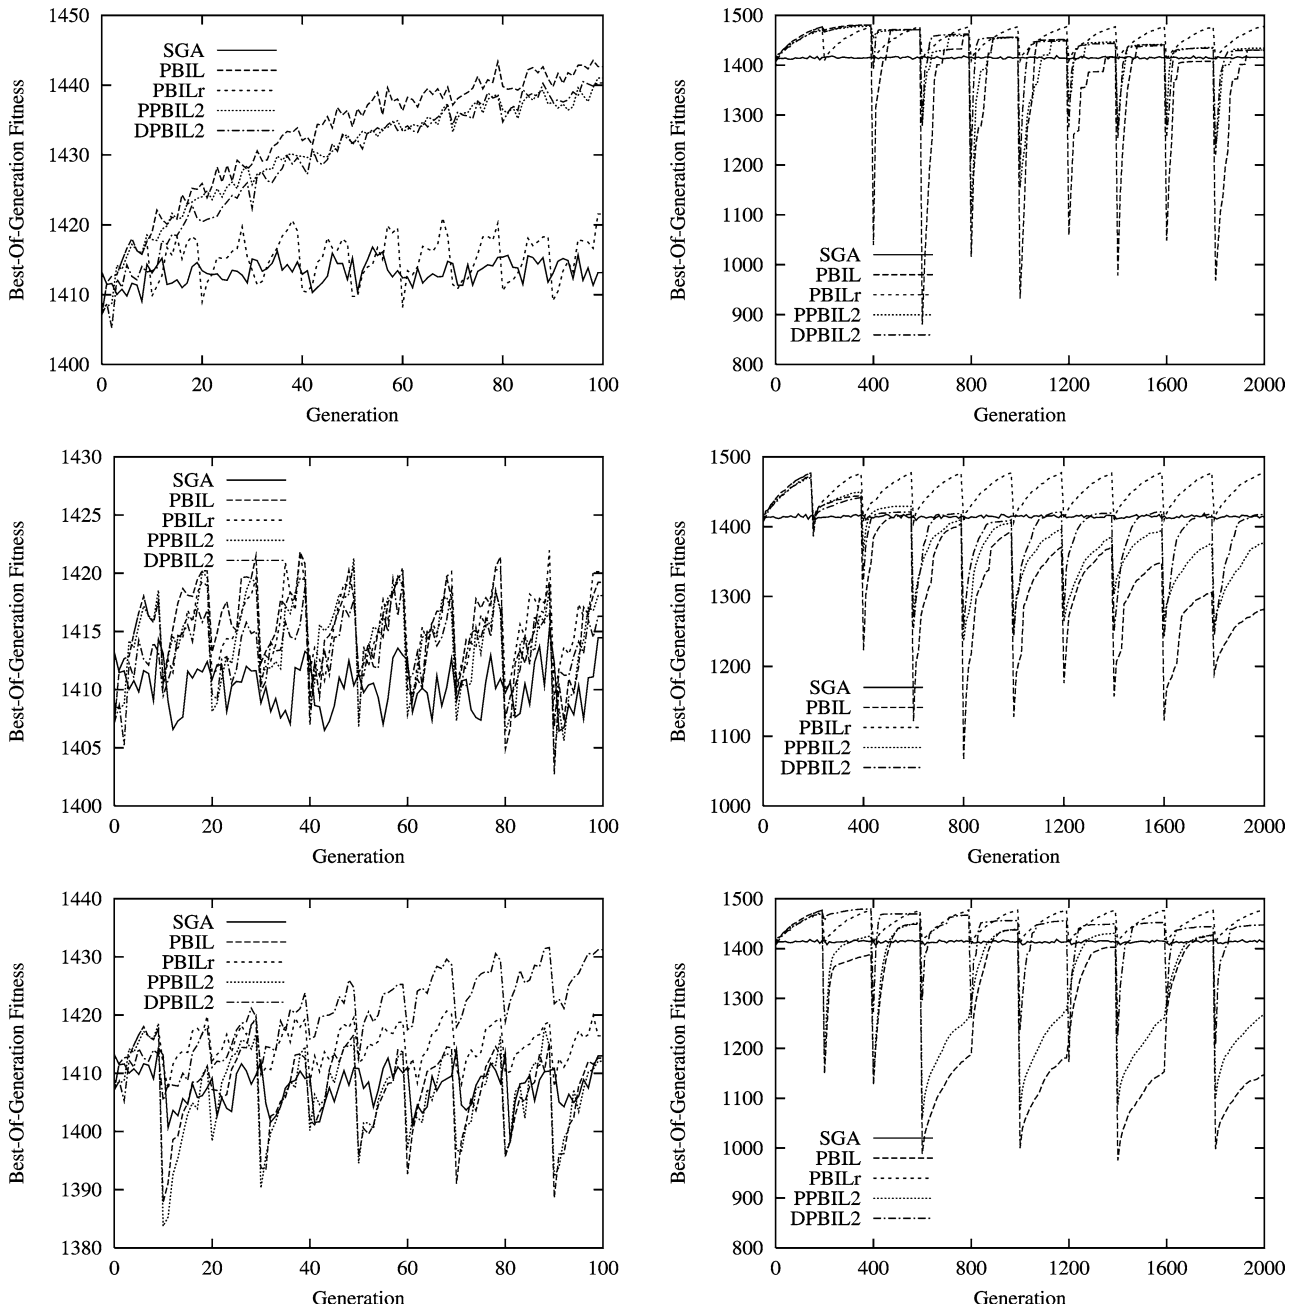 1450
1440
1430
1420
1410
1400
Best-Of-Generation Fitness
SGA
PBIL
PBILr
PPBIL2
DPBIL2
0 20 40 60 80 100
Generation
1500
1400
1300
1200
1100
1000
900
800
Best-Of-Generation Fitness
SGA
PBIL
PBILr
PPBIL2
DPBIL2
0 400 800 1200 1600 2000
Generation
1430
1425
1420
1415
1410
1405
1400
Best-Of-Generation Fitness
SGA
PBIL
PBILr
PPBIL2
DPBIL2
0 20 40 60 80 100
Generation
1500
1400
1300
1200
1100
1000
Best-Of-Generation Fitness
SGA
PBIL
PBILr
PPBIL2
DPBIL2
0 400 800 1200 1600 2000
Generation
1440
1430
1420
1410
1400
1390
1380
Best-Of-Generation Fitness
SGA
PBIL
PBILr
PPBIL2
DPBIL2
0 20 40 60 80 100
Generation
1500
1400
1300
1200
1100
1000
900
800
Best-Of-Generation Fitness
SGA
PBIL
PBILr
PPBIL2
DPBIL2
0 400 800 1200 1600 2000
Generation